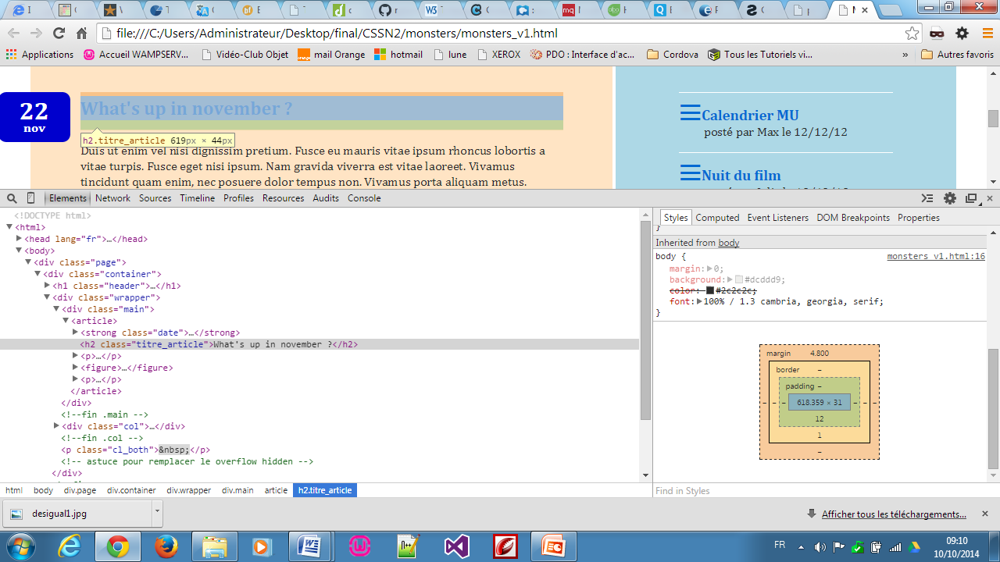 file:///C:/Users/Administrateur/Desktop/final/CSSN2/monsters/monsters_v1.html
Applications Accueil WAMPSERV... Vidéo-Club Objet mail Orange hotmail lune XEROX PDO : Interface d'ac... Cordova Tous les Tutoriels vi... » Autres favoris
22
nov
What's up in november ?
h2.titre_article 619px × 44px
Duis ut enim vel nisi dignissim pretium. Fusce eu mauris vitae ipsum rhoncus lobortis a
vitae turpis. Fusce eget nisi ipsum. Nam gravida viverra est vitae laoreet. Vivamus
tincidunt quam enim, nec posuere dolor tempus non. Vivamus porta aliquam metus.
Calendrier MU
posté par Max le 12/12/12
Nuit du film
Elements Network Sources Timeline Profiles Resources Audits Console
<!DOCTYPE html>
<html>
<head lang="fr">…</head>
<body>
<div class="page">
<div class="container">
<h1 class="header">…</h1>
<div class="wrapper">
<div class="main">
<article>
<strong class="date">…</strong>
<h2 class="titre_article">What's up in november ?</h2>
<p>…</p>
<figure>…</figure>
<p>…</p>
</article>
</div>
<!--fin .main -->
<div class="col">…</div>
<!--fin .col -->
<p class="cl_both">&nbsp;</p>
<!-- astuce pour remplacer le overflow hidden -->
</div>
html body div.page div.container div.wrapper div.main article h2.titre_article
Styles Computed Event Listeners DOM Breakpoints Properties
}
Inherited from body
body { monsters_v1.html:16
margin: 0;
background: #dcddd9;
color: #2c2c2c;
font: 100% / 1.3 cambria, georgia, serif;
}
margin 4.800
border –
padding –
– – – 618.359 × 31 – – –
12
1
–
Find in Styles
desigual1.jpg
Afficher tous les téléchargements...
FR
09:10
10/10/2014